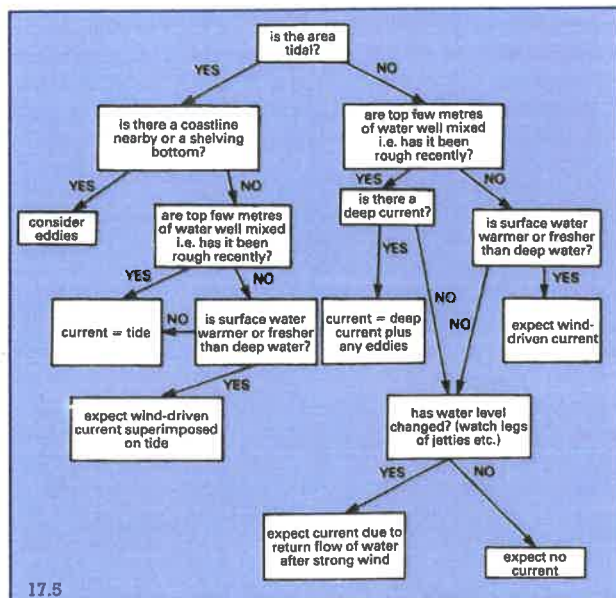 is the area
tidal?
YES
NO
is there a coastline
nearby or a shelving
bottom?
are top few metres
of water well mixed
i.e. has it been
rough recently?
YES
NO
YES
NO
consider
eddies
are top few metres
of water well mixed
i.e. has it been
rough recently?
is there a
deep current?
is surface water
warmer or fresher
than deep water?
YES
NO
YES
NO
NO
YES
current = tide
NO
is surface water
warmer or fresher
than deep water?
current = deep
current plus
any eddies
expect wind-
driven current
YES
expect wind-driven
current superimposed
on tide
has water level
changed? (watch legs
of jetties etc.)
YES
NO
expect current due to
return flow of water
after strong wind
expect no
current
17.5